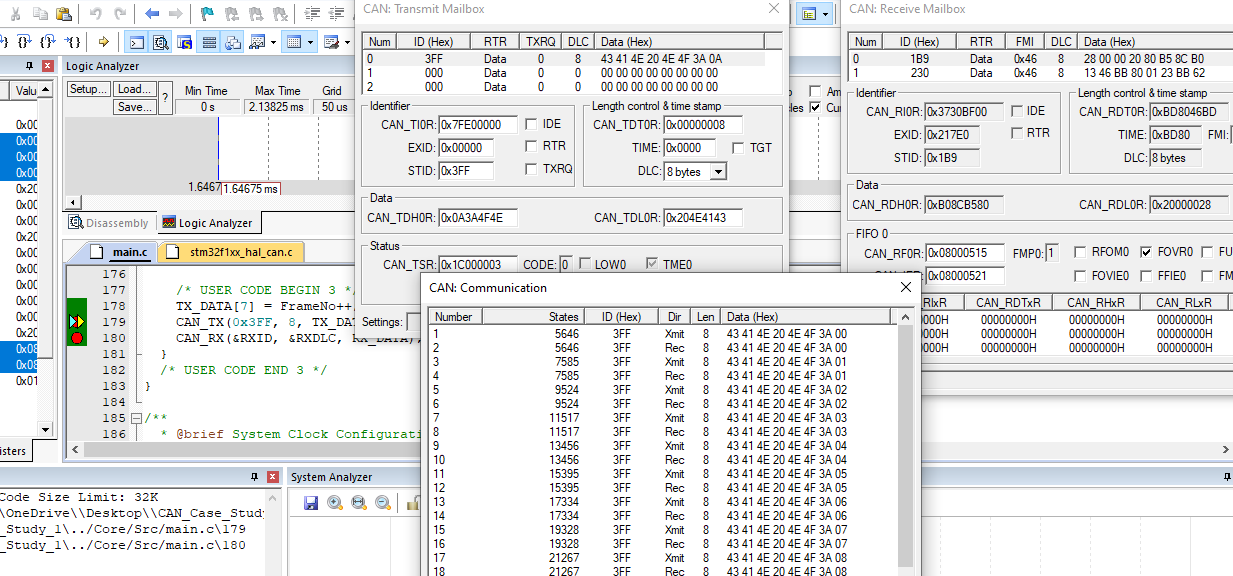 CAN: Transmit Mailbox
Num ID (Hex) RTR TXRQ DLC Data (Hex)
0 3FF Data 0 8 43 41 4E 20 4E 4F 3A 0A
1 000 Data 0 0 00 00 00 00 00 00 00 00
2 000 Data 0 0 00 00 00 00 00 00 00 00
Identifier
CAN_TI0R: 0x7FE00000 IDE
EXID: 0x00000 RTR
STID: 0x3FF TXRQ
Length control & time stamp
CAN_TDT0R: 0x00000008
TIME: 0x0000 TGT
DLC: 8 bytes
Data
CAN_TDH0R: 0x0A3A4F4E CAN_TDL0R: 0x204E4143
Status
CAN_TSR: 0x1C000003 CODE: 0 LOW0 TME0
Settings:
CAN: Receive Mailbox
Num ID (Hex) RTR FMI DLC Data (Hex)
0 1B9 Data 0x46 8 28 00 00 20 80 B5 8C B0
1 230 Data 0x46 8 13 46 BB 80 01 23 BB 62
Identifier
CAN_RI0R: 0x3730BF00 IDE
EXID: 0x217E0 RTR
STID: 0x1B9
Length control & time stamp
CAN_RDT0R: 0xBD8046BD
TIME: 0xBD80 FMI:
DLC: 8 bytes
Data
CAN_RDH0R: 0xB08CB580 CAN_RDL0R: 0x20000028
FIFO 0
CAN_RF0R: 0x08000515 FMP0: 1 RFOM0 FOVR0 FU
0x08000521 FOVIE0 FFIE0 FM
RIxR CAN_RDTxR CAN_RHxR CAN_RLxR
000H 00000000H 00000000H 00000000H
000H 00000000H 00000000H 00000000H
000H 00000000H 00000000H 00000000H
Logic Analyzer
Setup... Load... ? Min Time Max Time Grid
Save... 0 s 2.13825 ms 50 us
1.6467 1.64675 ms
Disassembly Logic Analyzer
Valu
0x00
0x00
0x00
0x00
0x20
0x00
0x00
0x20
0x00
0x00
0x00
0x00
0x00
0x20
0x08
0x08
0x01
isters
main.c stm32f1xx_hal_can.c
176
177 /* USER CODE BEGIN 3 */
178 TX_DATA[7] = FrameNo++
179 CAN_TX(0x3FF, 8, TX_DAT
180 CAN_RX(&RXID, &RXDLC, RX_DATA);
181 }
182 /* USER CODE END 3 */
183 }
184
185 /**
186 * @brief System Clock Configurati
CAN: Communication
Number States ID (Hex) Dir Len Data (Hex)
1 5646 3FF Xmit 8 43 41 4E 20 4E 4F 3A 00
2 5646 3FF Rec 8 43 41 4E 20 4E 4F 3A 00
3 7585 3FF Xmit 8 43 41 4E 20 4E 4F 3A 01
4 7585 3FF Rec 8 43 41 4E 20 4E 4F 3A 01
5 9524 3FF Xmit 8 43 41 4E 20 4E 4F 3A 02
6 9524 3FF Rec 8 43 41 4E 20 4E 4F 3A 02
7 11517 3FF Xmit 8 43 41 4E 20 4E 4F 3A 03
8 11517 3FF Rec 8 43 41 4E 20 4E 4F 3A 03
9 13456 3FF Xmit 8 43 41 4E 20 4E 4F 3A 04
10 13456 3FF Rec 8 43 41 4E 20 4E 4F 3A 04
11 15395 3FF Xmit 8 43 41 4E 20 4E 4F 3A 05
12 15395 3FF Rec 8 43 41 4E 20 4E 4F 3A 05
13 17334 3FF Xmit 8 43 41 4E 20 4E 4F 3A 06
14 17334 3FF Rec 8 43 41 4E 20 4E 4F 3A 06
15 19328 3FF Xmit 8 43 41 4E 20 4E 4F 3A 07
16 19328 3FF Rec 8 43 41 4E 20 4E 4F 3A 07
17 21267 3FF Xmit 8 43 41 4E 20 4E 4F 3A 08
18 21267 3FF Rec 8 43 41 4E 20 4E 4F 3A 08
Code Size Limit: 32K
\OneDrive\\Desktop\\CAN_Case_Study
_Study_1\../Core/Src/main.c\179
_Study_1\../Core/Src/main.c\180
System Analyzer